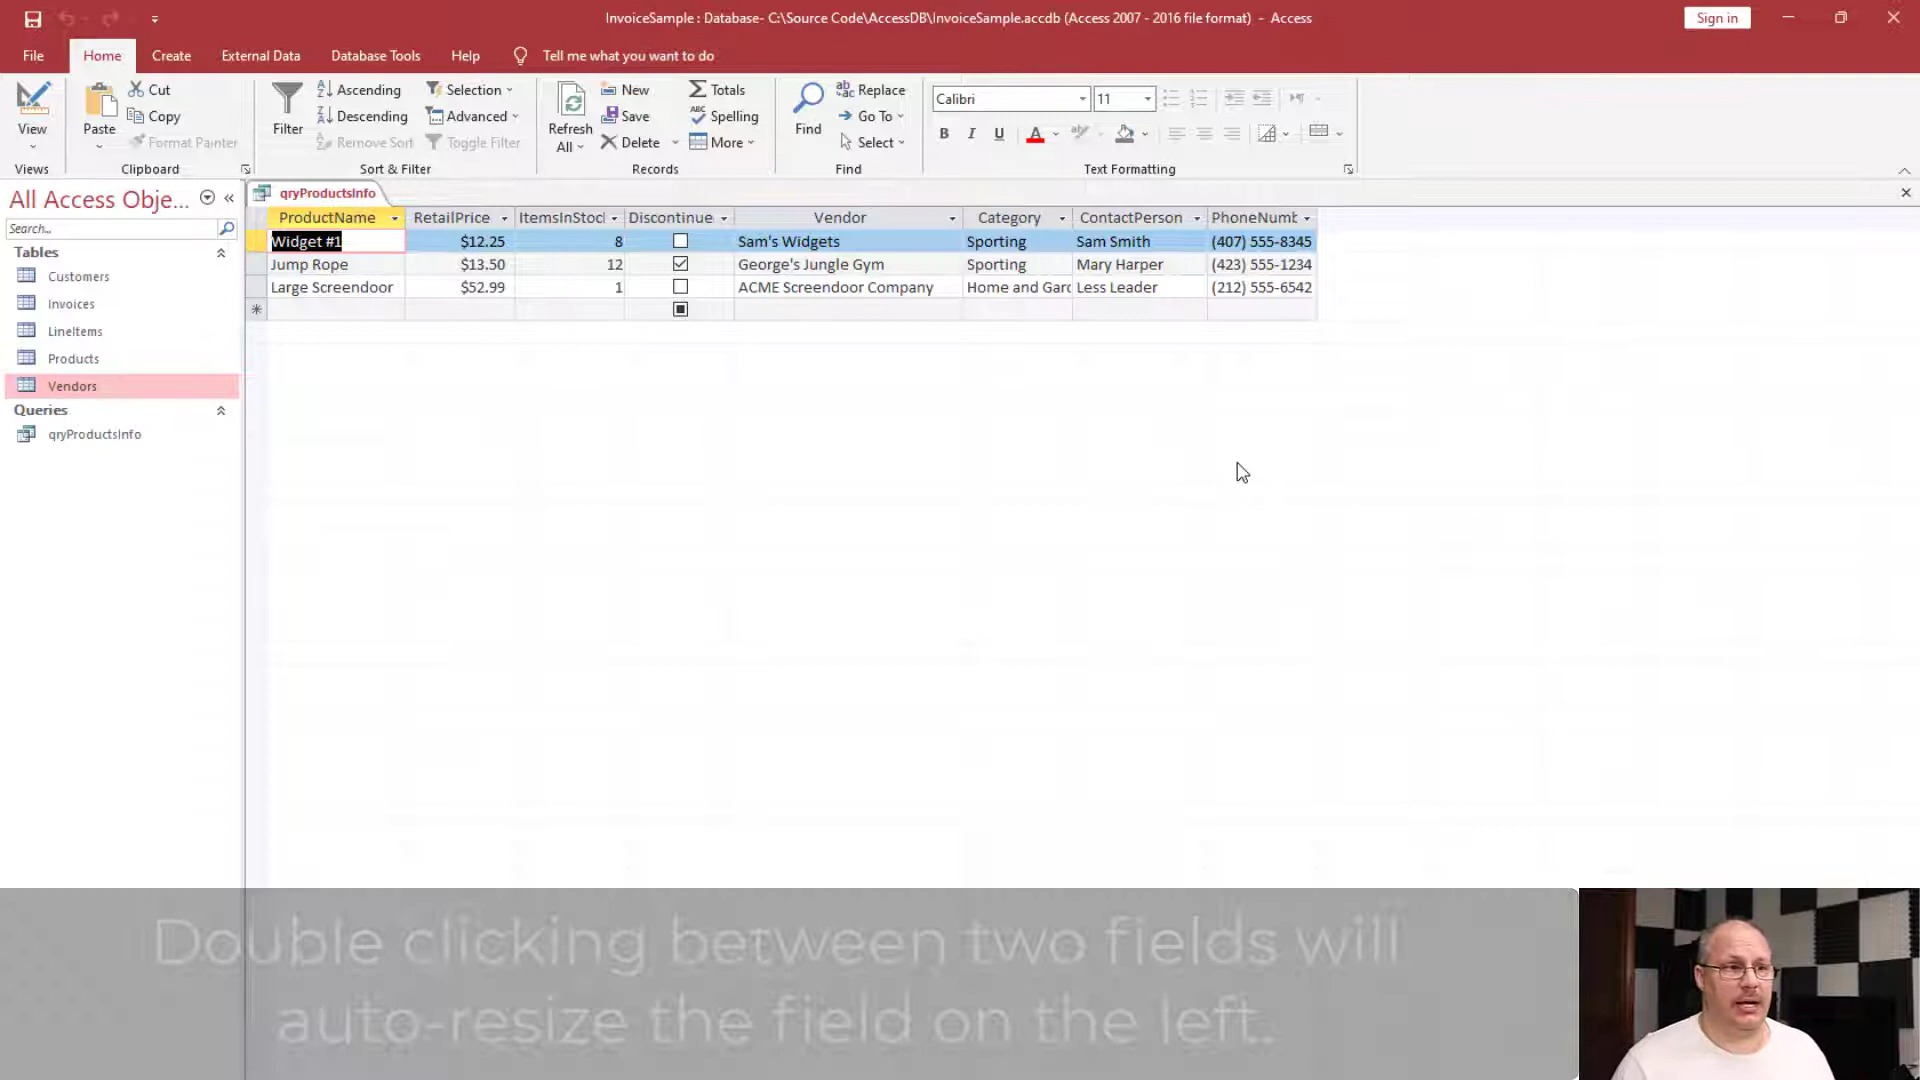 InvoiceSample : Database- C:\Source Code\AccessDB\InvoiceSample.accdb (Access 2007 - 2016 file format) - Access
Sign in
File Home Create External Data Database Tools Help Tell me what you want to do
View
Views
Paste
Cut
Copy
Format Painter
Clipboard
Filter
Ascending
Descending
Remove Sort
Selection
Advanced
Toggle Filter
Sort & Filter
Refresh
All
New
Save
Delete
Totals
Spelling
More
Records
Find
Replace
Go To
Select
Find
Calibri 11
B I U A
Text Formatting
All Access Obje...
Search...
Tables
Customers
Invoices
LineItems
Products
Vendors
Queries
qryProductsInfo
qryProductsInfo
ProductName RetailPrice ItemsInStocl Discontinue Vendor Category ContactPerson PhoneNumb
Widget #1 $12.25 8 Sam's Widgets Sporting Sam Smith (407) 555-8345
Jump Rope $13.50 12 George's Jungle Gym Sporting Mary Harper (423) 555-1234
Large Screendoor $52.99 1 ACME Screendoor Company Home and Gard Less Leader (212) 555-6542
Double clicking between two fields will
auto-resize the field on the left.